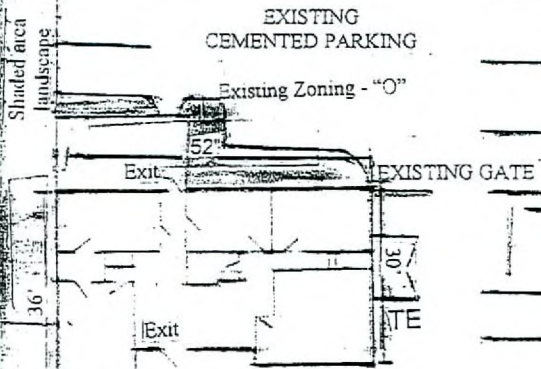 EXISTING
CEMENTED PARKING
Shaded area
landscape
Existing Zoning - "O"
52"
Exit
EXISTING GATE
30'
36'
TE
Exit